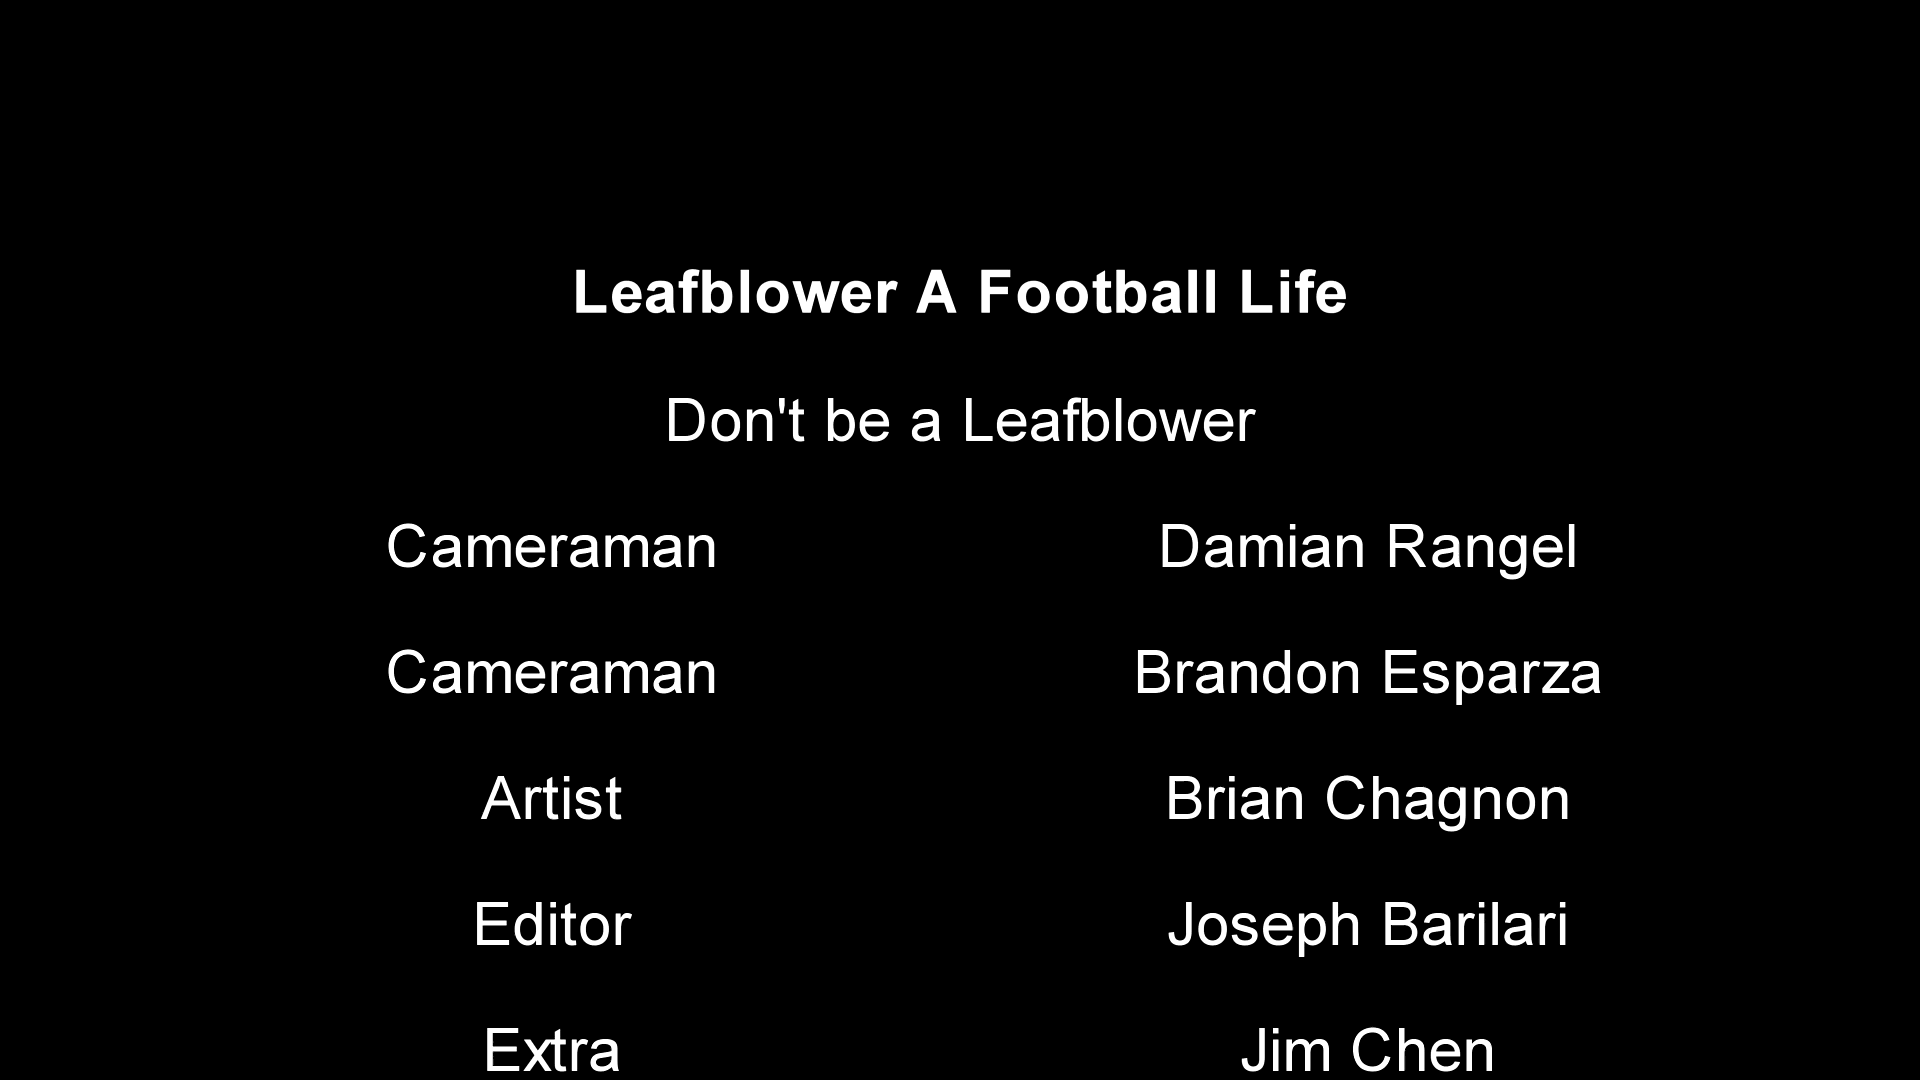 Leafblower A Football Life
Don't be a Leafblower
Cameraman Damian Rangel
Cameraman Brandon Esparza
Artist Brian Chagnon
Editor Joseph Barilari
Extra Jim Chen